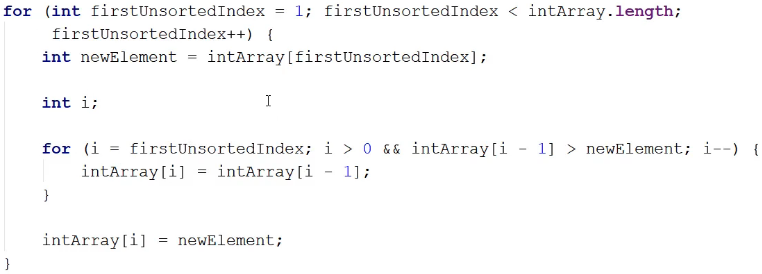 for (int firstUnsortedIndex = 1; firstUnsortedIndex < intArray.length;
firstUnsortedIndex++) {
int newElement = intArray[firstUnsortedIndex];
int i;
for (i = firstUnsortedIndex; i > 0 && intArray[i - 1] > newElement; i--) {
intArray[i] = intArray[i - 1];
}
intArray[i] = newElement;
}